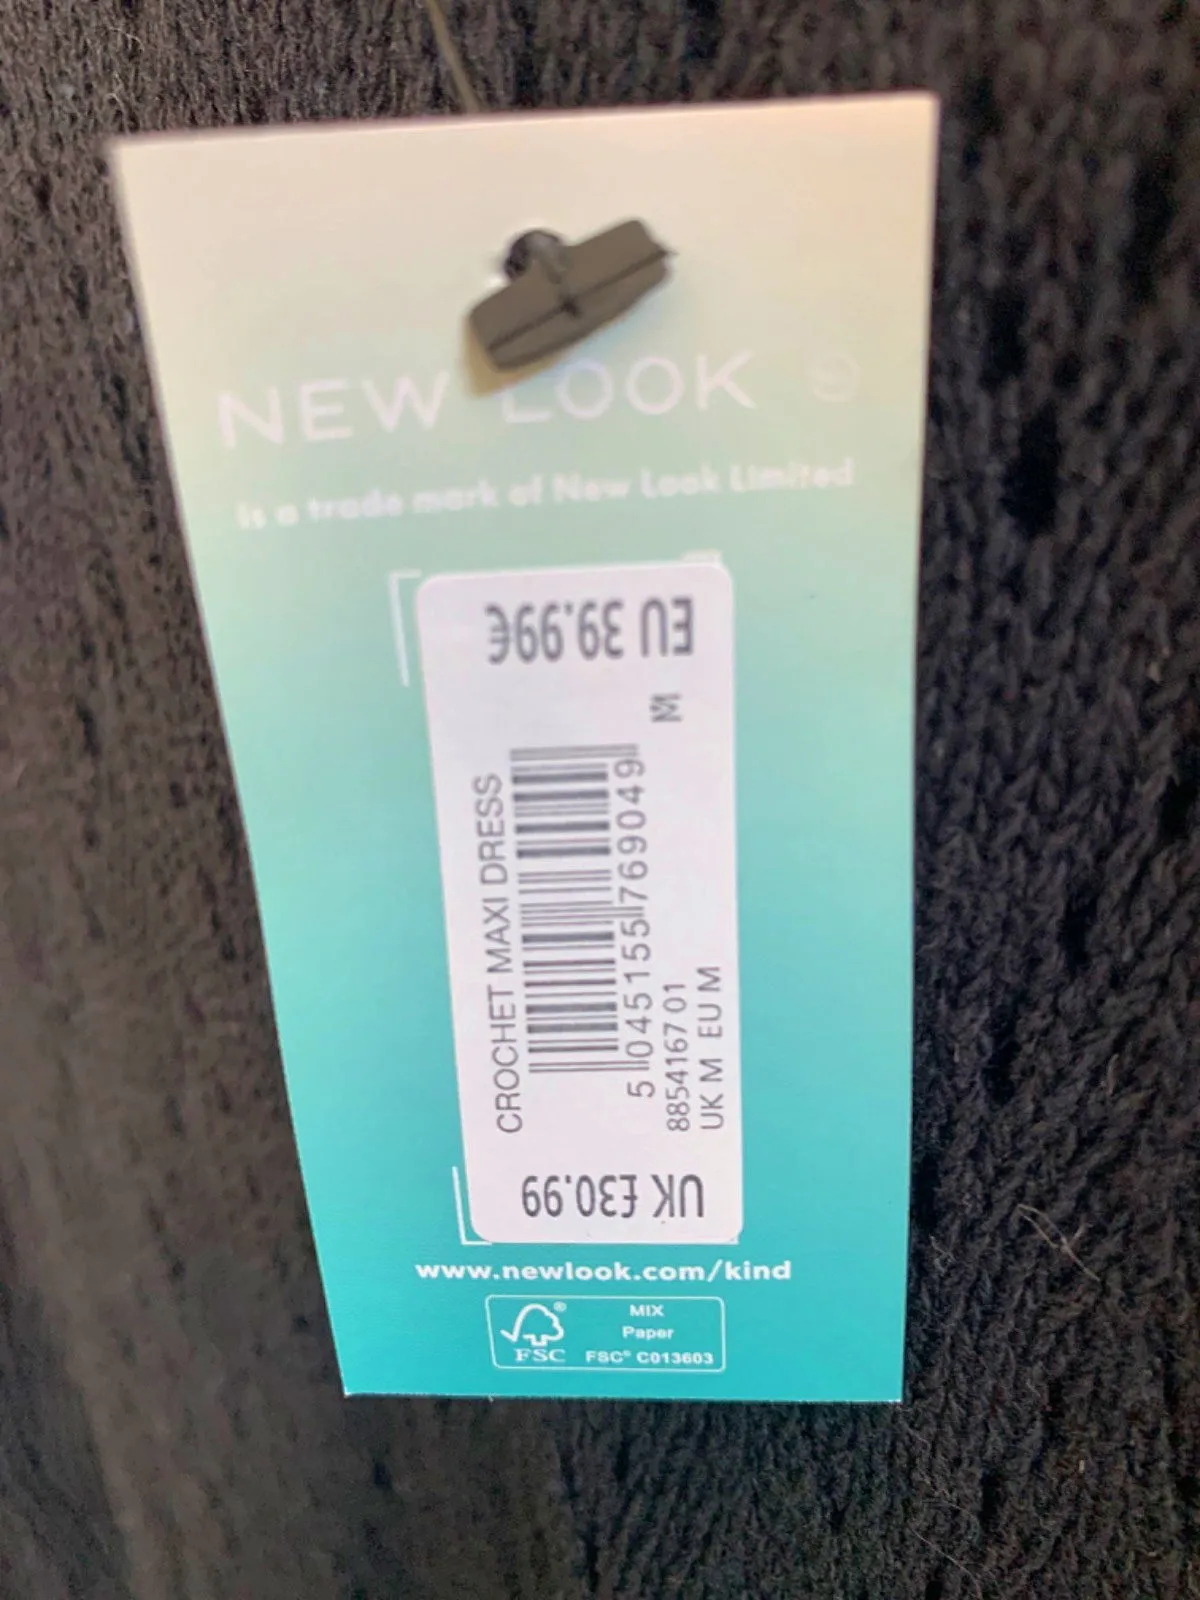 NEW LOOK ®
is a trade mark of New Look Limited
EU 39.99€
M
CROCHET MAXI DRESS
5 045155 769049
8854167 01
UK M EU M
UK £30.99
www.newlook.com/kind
FSC®
MIX
Paper
FSC® C013603